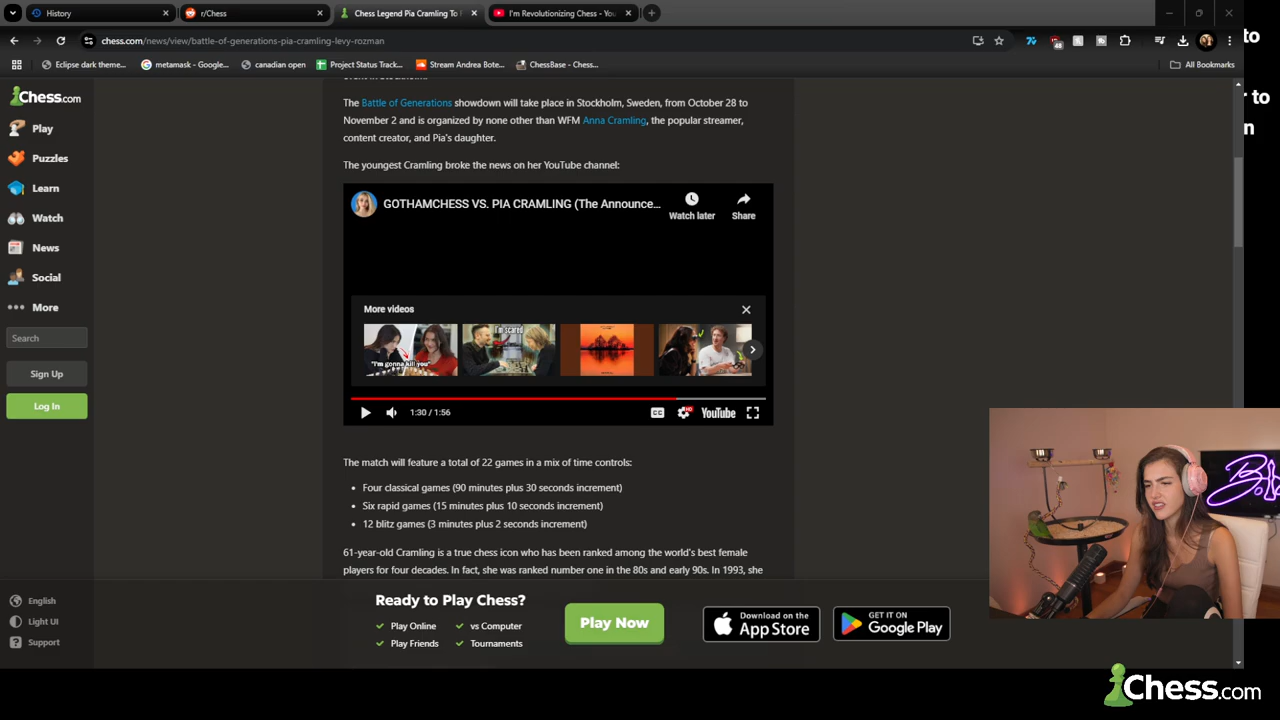 History
r/Chess
Chess Legend Pia Cramling To
I'm Revolutionizing Chess - You
chess.com/news/view/battle-of-generations-pia-cramling-levy-rozman
48
Eclipse dark theme...
metamask - Google...
canadian open
Project Status Track...
Stream Andrea Bote...
ChessBase - Chess...
All Bookmarks
to
r to
n
Chess.com
Play
Puzzles
Learn
Watch
News
Social
More
Search
Sign Up
Log In
English
Light UI
Support
The Battle of Generations showdown will take place in Stockholm, Sweden, from October 28 to
November 2 and is organized by none other than WFM Anna Cramling, the popular streamer,
content creator, and Pia's daughter.
The youngest Cramling broke the news on her YouTube channel:
GOTHAMCHESS VS. PIA CRAMLING (The Announce...
Watch later
Share
More videos
"I'm gonna kill you"
I'm scared
1:30 / 1:56
CC
HD
YouTube
The match will feature a total of 22 games in a mix of time controls:
• Four classical games (90 minutes plus 30 seconds increment)
• Six rapid games (15 minutes plus 10 seconds increment)
• 12 blitz games (3 minutes plus 2 seconds increment)
61-year-old Cramling is a true chess icon who has been ranked among the world's best female
players for four decades. In fact, she was ranked number one in the 80s and early 90s. In 1993, she
Ready to Play Chess?
Play Online
vs Computer
Play Friends
Tournaments
Play Now
Download on the
App Store
GET IT ON
Google Play
Chess.com